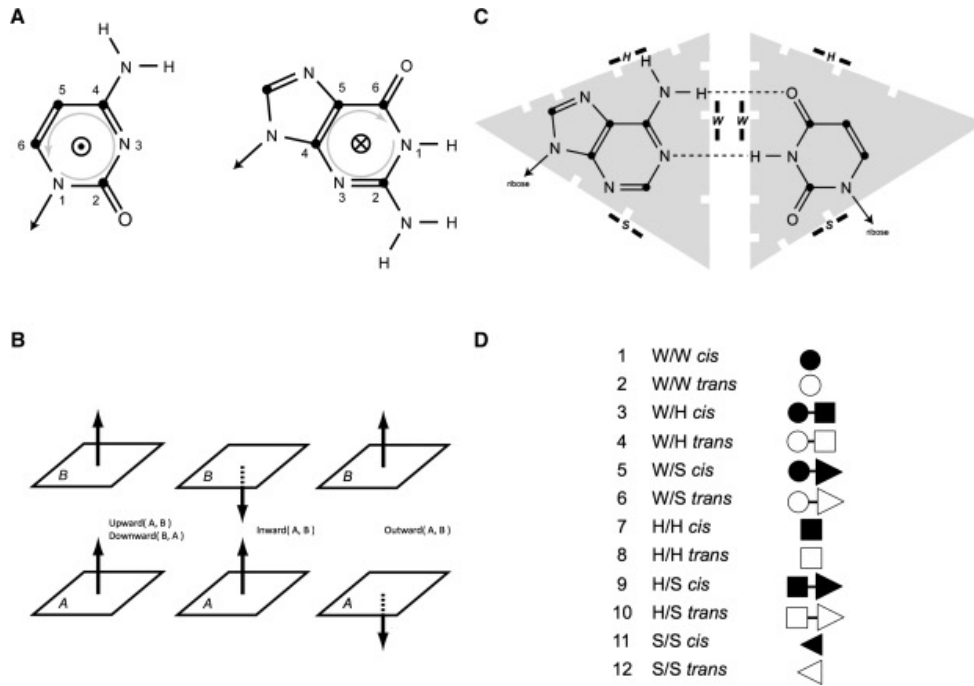 A
H
N H
5 4
6 N 3
N
1 2
O
N 5 6 O
N 4 N H
1
N
3 2
N H
H
C
H H
H
N H O
W W
N N
N N H N
N O N
ribose ribose
S S
B
B B B
Upward( A, B )
Downward( B, A )
Inward( A, B )
Outward( A, B )
A A A
D
1 W/W cis
2 W/W trans
3 W/H cis
4 W/H trans
5 W/S cis
6 W/S trans
7 H/H cis
8 H/H trans
9 H/S cis
10 H/S trans
11 S/S cis
12 S/S trans